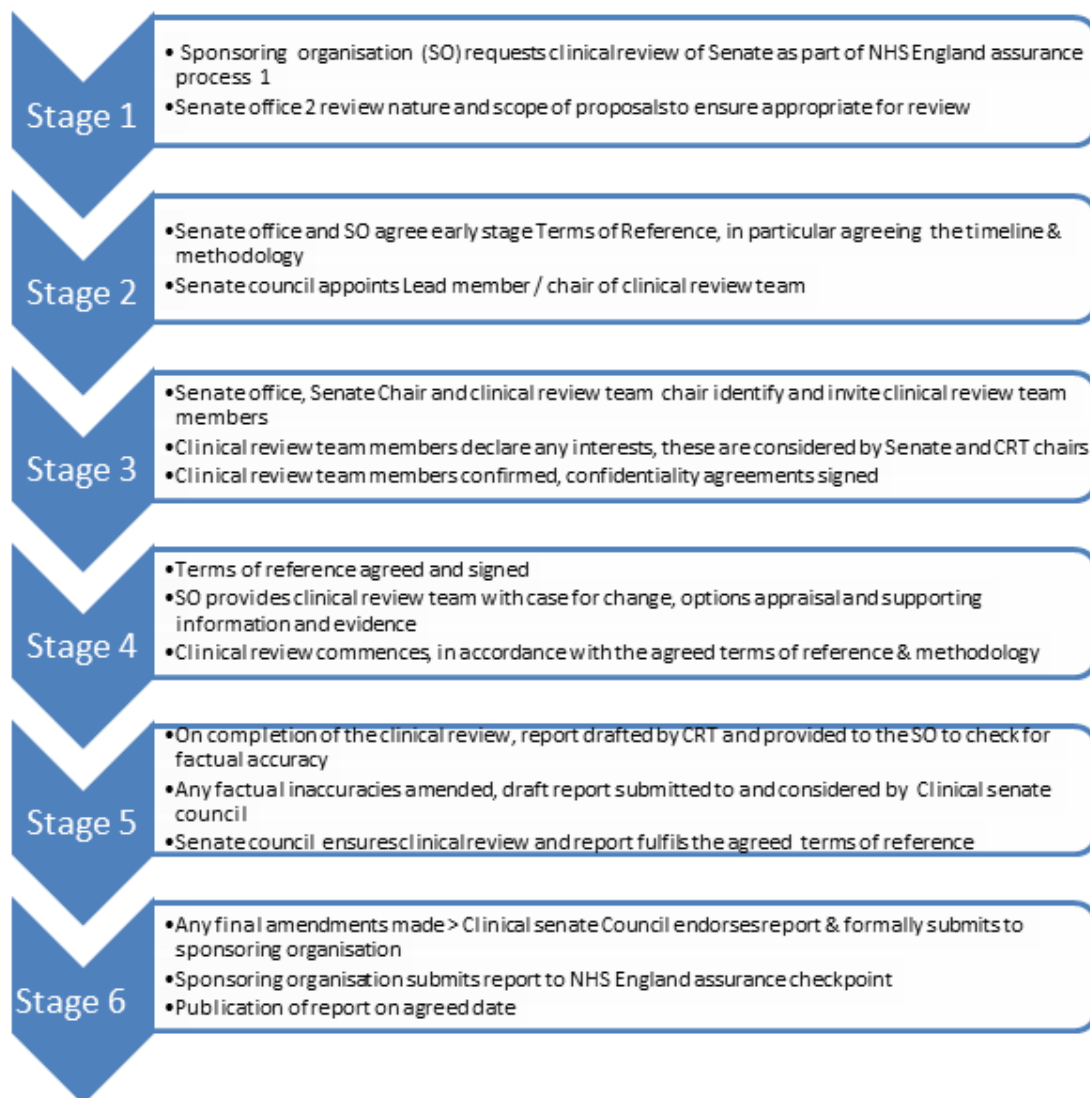 Stage 1
• Sponsoring organisation (SO) requests clinical review of Senate as part of NHS England assurance
process 1
•Senate office 2 review nature and scope of proposals to ensure appropriate for review
Stage 2
•Senate office and SO agree early stage Terms of Reference, in particular agreeing the timeline &
methodology
•Senate council appoints Lead member / chair of clinical review team
Stage 3
•Senate office, Senate Chair and clinical review team chair identify and invite clinical review team
members
•Clinical review team members declare any interests, these are considered by Senate and CRT chairs
•Clinical review team members confirmed, confidentiality agreements signed
Stage 4
•Terms of reference agreed and signed
•SO provides clinical review team with case for change, options appraisal and supporting
information and evidence
•Clinical review commences, in accordance with the agreed terms of reference & methodology
Stage 5
•On completion of the clinical review, report drafted by CRT and provided to the SO to check for
factual accuracy
•Any factual inaccuracies amended, draft report submitted to and considered by Clinical senate
council
•Senate council ensures clinical review and report fulfils the agreed terms of reference
Stage 6
•Any final amendments made > Clinical senate Council endorses report & formally submits to
sponsoring organisation
•Sponsoring organisation submits report to NHS England assurance checkpoint
•Publication of report on agreed date